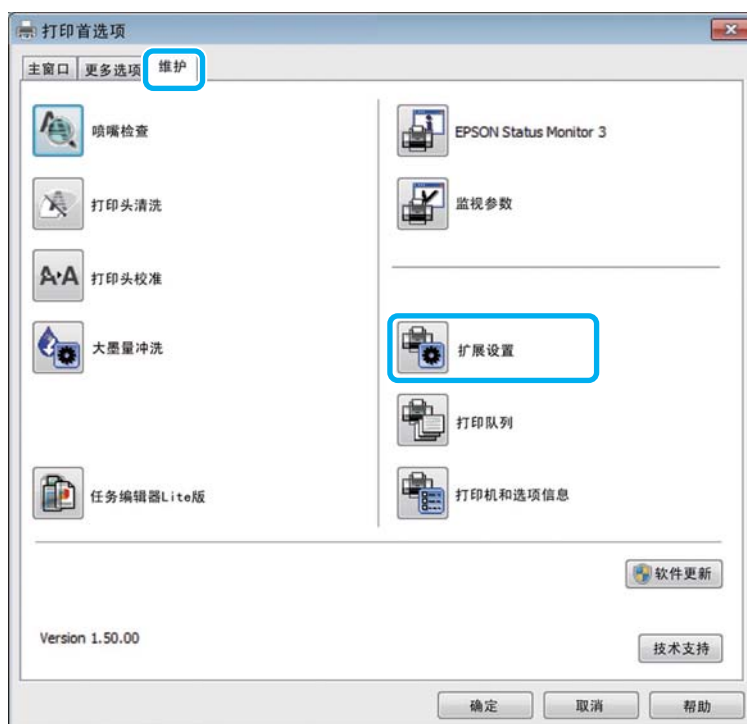 打印首选项
主窗口 更多选项 维护
喷嘴检查
EPSON Status Monitor 3
打印头清洗
监视参数
打印头校准
大墨量冲洗
扩展设置
打印队列
任务编辑器Lite版
打印机和选项信息
软件更新
Version 1.50.00
技术支持
确定 取消 帮助